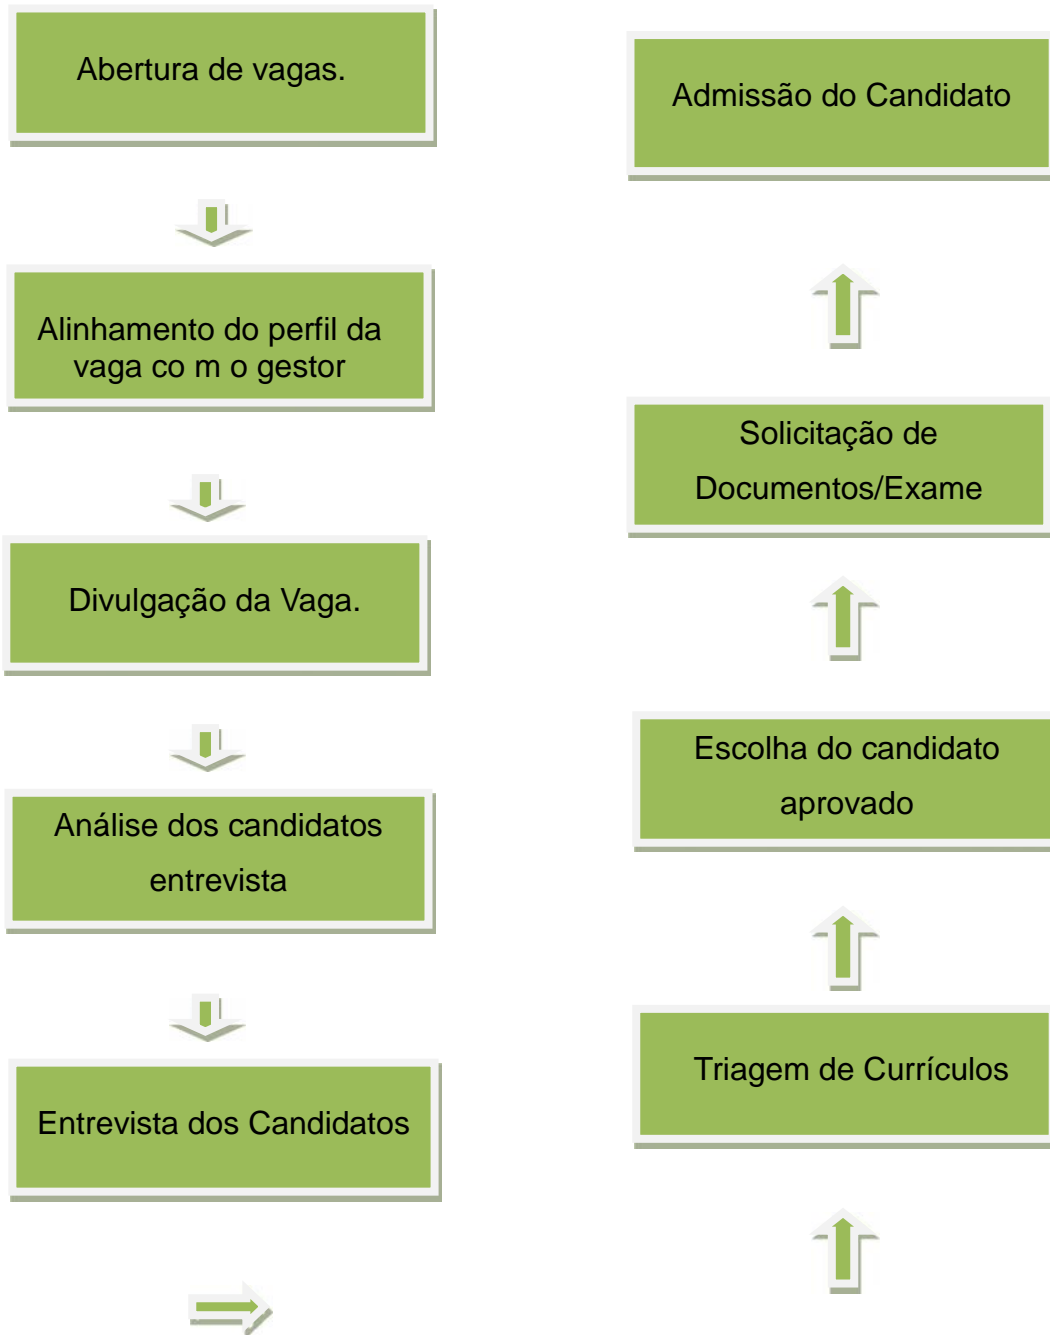 Abertura de vagas.
Alinhamento do perfil da
vaga co m o gestor
Divulgação da Vaga.
Análise dos candidatos
entrevista
Entrevista dos Candidatos
Admissão do Candidato
Solicitação de
Documentos/Exame
Escolha do candidato
aprovado
Triagem de Currículos